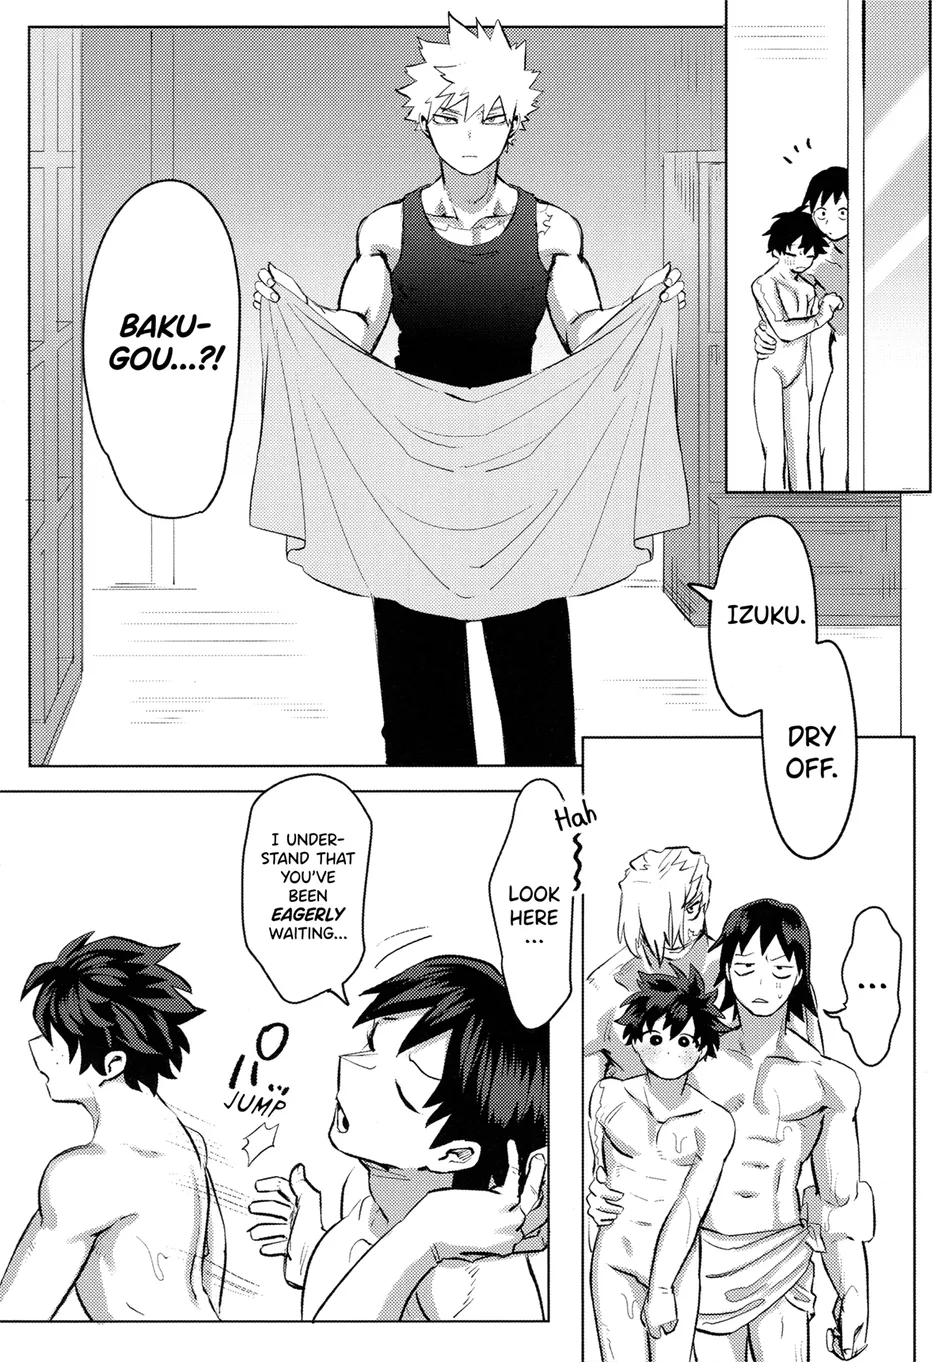 BAKU-
GOU...?!
IZUKU.
DRY
OFF.
...
Hah
LOOK
HERE
...
I UNDER-
STAND THAT
YOU'VE
BEEN
EAGERLY
WAITING...
JUMP